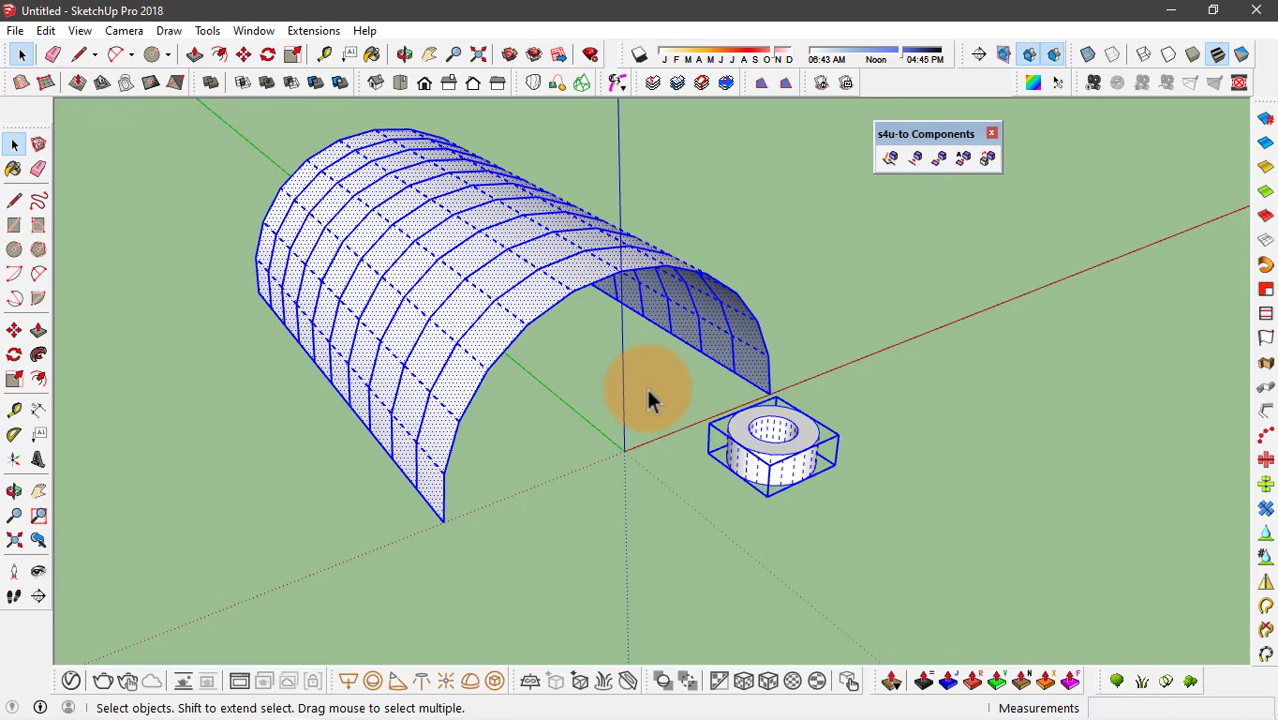 Untitled - SketchUp Pro 2018
File Edit View Camera Draw Tools Window Extensions Help
J F M A M J J A S O N D 06:43 AM Noon 04:45 PM
s4u-to Components
Select objects. Shift to extend select. Drag mouse to select multiple. Measurements